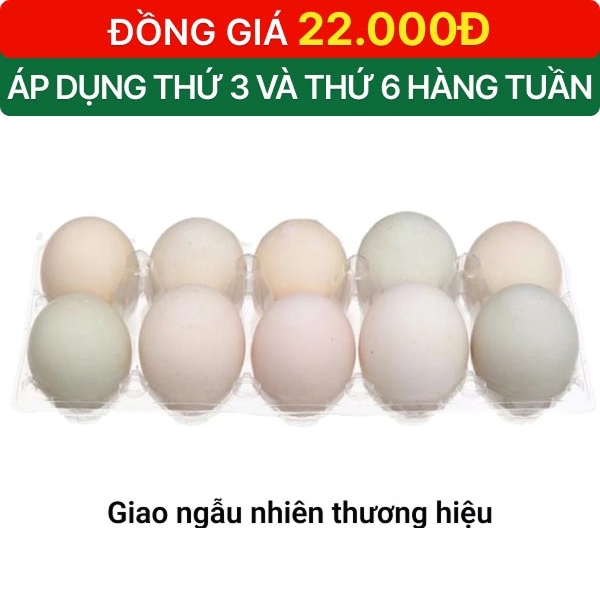 ĐỒNG GIÁ 22.000Đ
ÁP DỤNG THỨ 3 VÀ THỨ 6 HÀNG TUẦN
Giao ngẫu nhiên thương hiệu